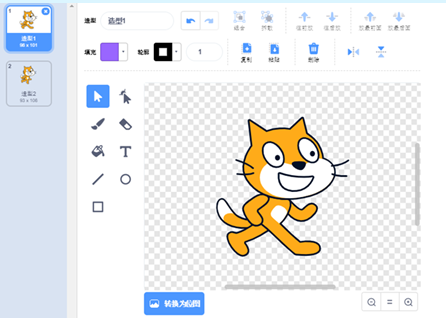 1
造型1
96 x 101
2
造型2
93 x 106
造型
造型1
组合
拆散
往前放
往后放
放最前面
放最后面
填充
轮廓
1
复制
粘贴
删除
T
转换为位图